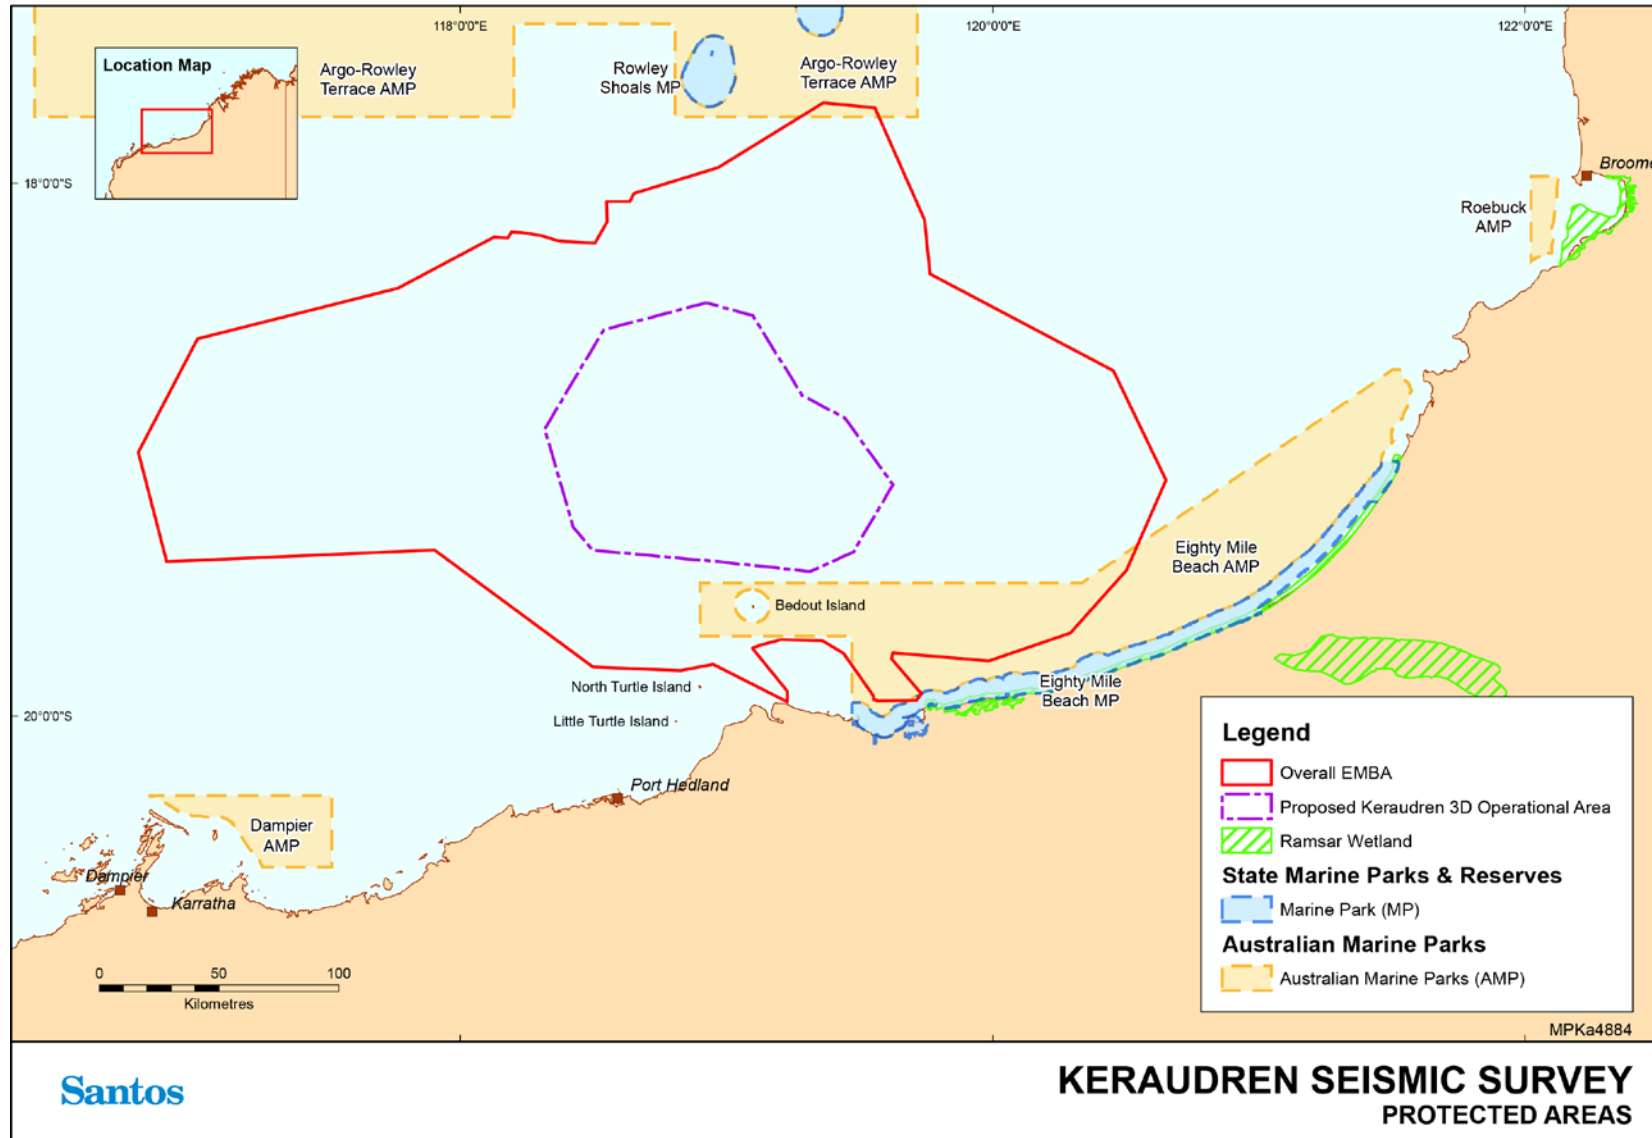 118°0'0"E
120°0'0"E
122°0'0"E
Location Map
Argo-Rowley
Terrace AMP
Rowley
Shoals MP
Argo-Rowley
Terrace AMP
18°0'0"S
Broome
Roebuck
AMP
Eighty Mile
Beach AMP
Bedout Island
North Turtle Island
Eighty Mile
Beach MP
20°0'0"S
Little Turtle Island
Port Hedland
Dampier
AMP
Dampier
Karratha
0 50 100
Kilometres
Legend
Overall EMBA
Proposed Keraudren 3D Operational Area
Ramsar Wetland
State Marine Parks & Reserves
Marine Park (MP)
Australian Marine Parks
Australian Marine Parks (AMP)
MPKa4884
Santos
KERAUDREN SEISMIC SURVEY
PROTECTED AREAS